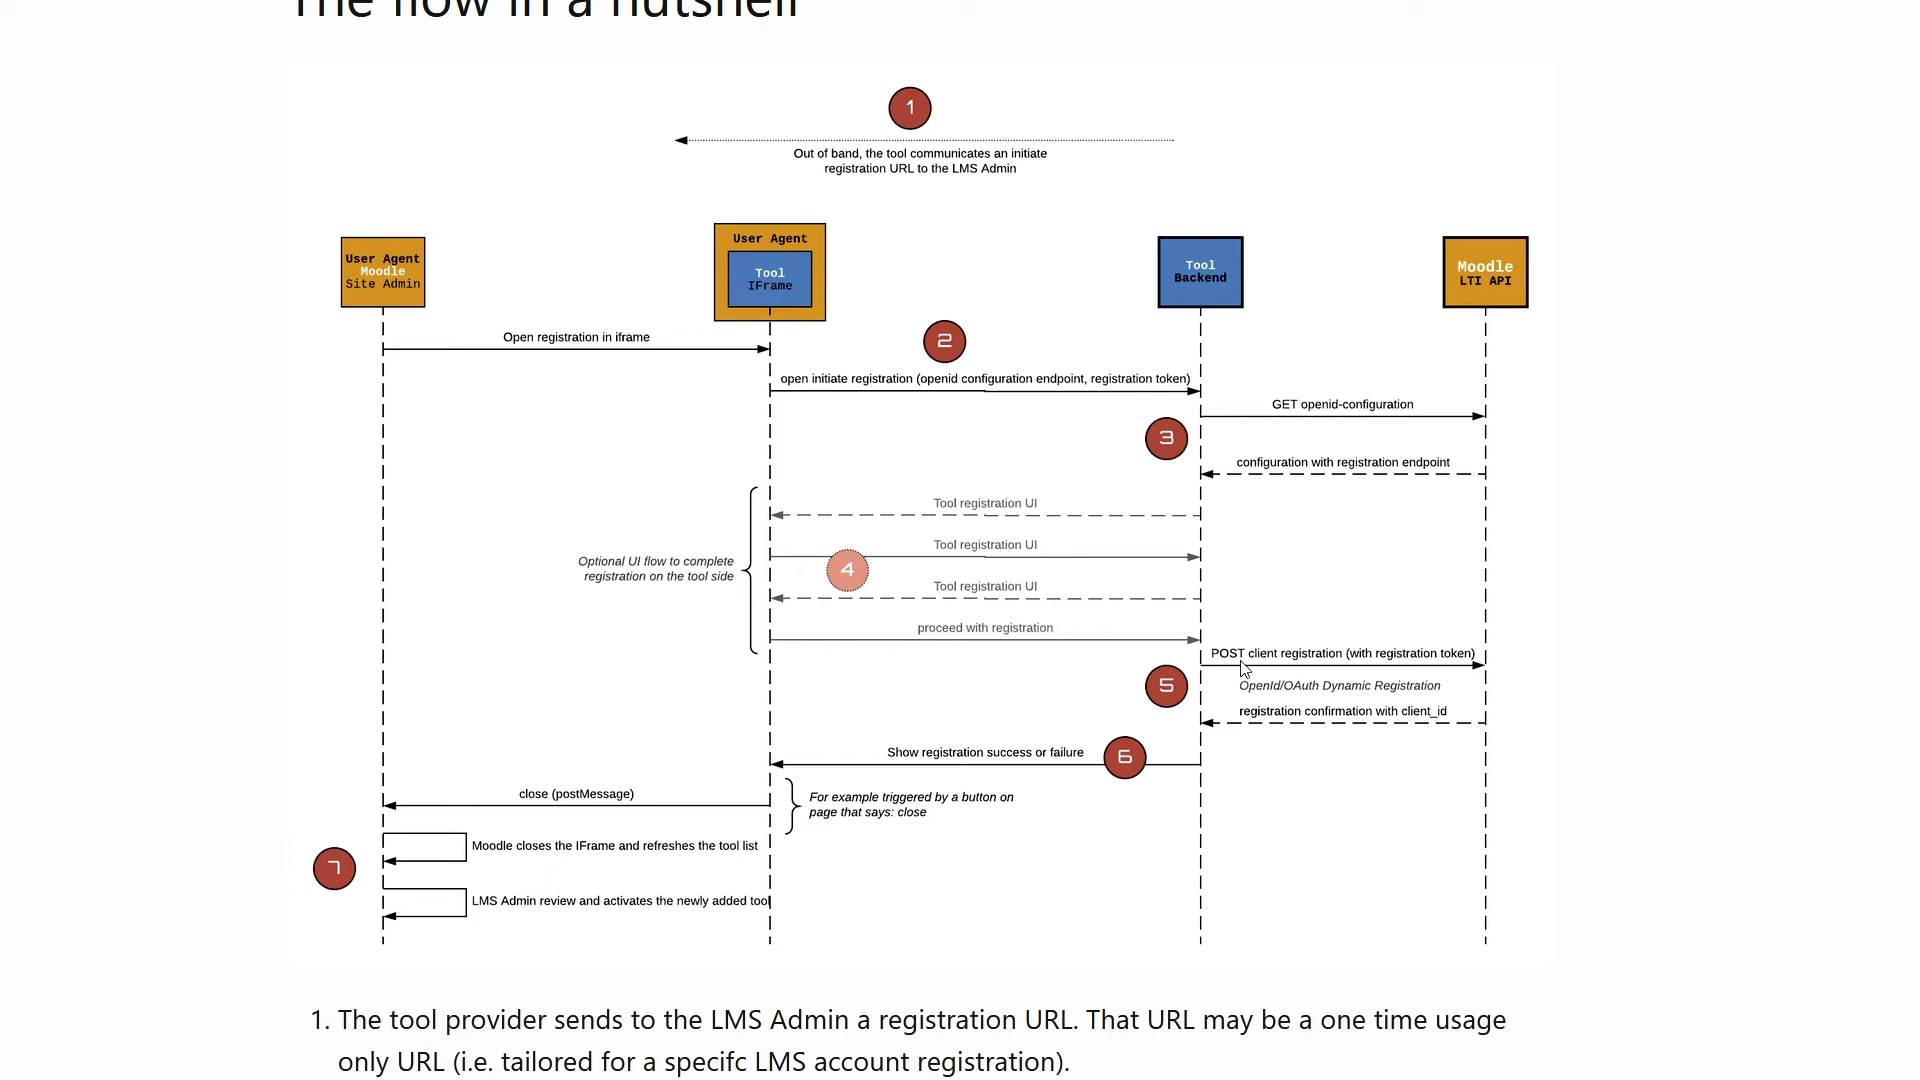 The flow in a nutshell
1
Out of band, the tool communicates an initiate
registration URL to the LMS Admin
User Agent
Moodle
Site Admin
User Agent
Tool
IFrame
Tool
Backend
Moodle
LTI API
Open registration in iframe
2
open initiate registration (openid configuration endpoint, registration token)
GET openid-configuration
3
configuration with registration endpoint
Tool registration UI
Tool registration UI
Optional UI flow to complete
registration on the tool side
4
Tool registration UI
proceed with registration
POST client registration (with registration token)
5
OpenId/OAuth Dynamic Registration
registration confirmation with client_id
Show registration success or failure
6
close (postMessage)
For example triggered by a button on
page that says: close
Moodle closes the IFrame and refreshes the tool list
7
LMS Admin review and activates the newly added tool
1. The tool provider sends to the LMS Admin a registration URL. That URL may be a one time usage
only URL (i.e. tailored for a specifc LMS account registration).